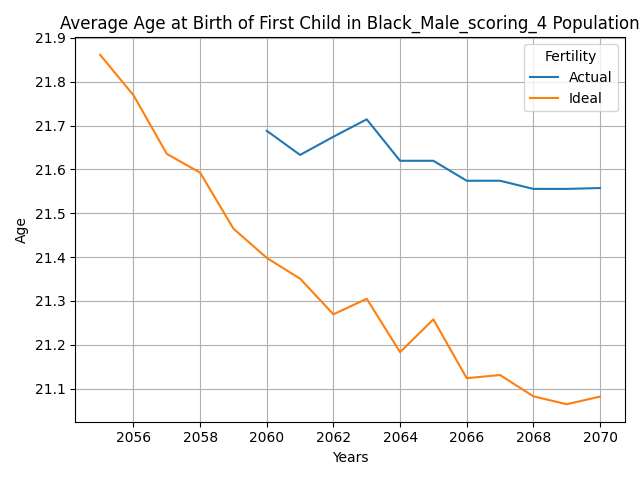 Average Age at Birth of First Child in Black_Male_scoring_4 Population
Fertility
Actual
Ideal
Age
21.9
21.8
21.7
21.6
21.5
21.4
21.3
21.2
21.1
2056 2058 2060 2062 2064 2066 2068 2070
Years